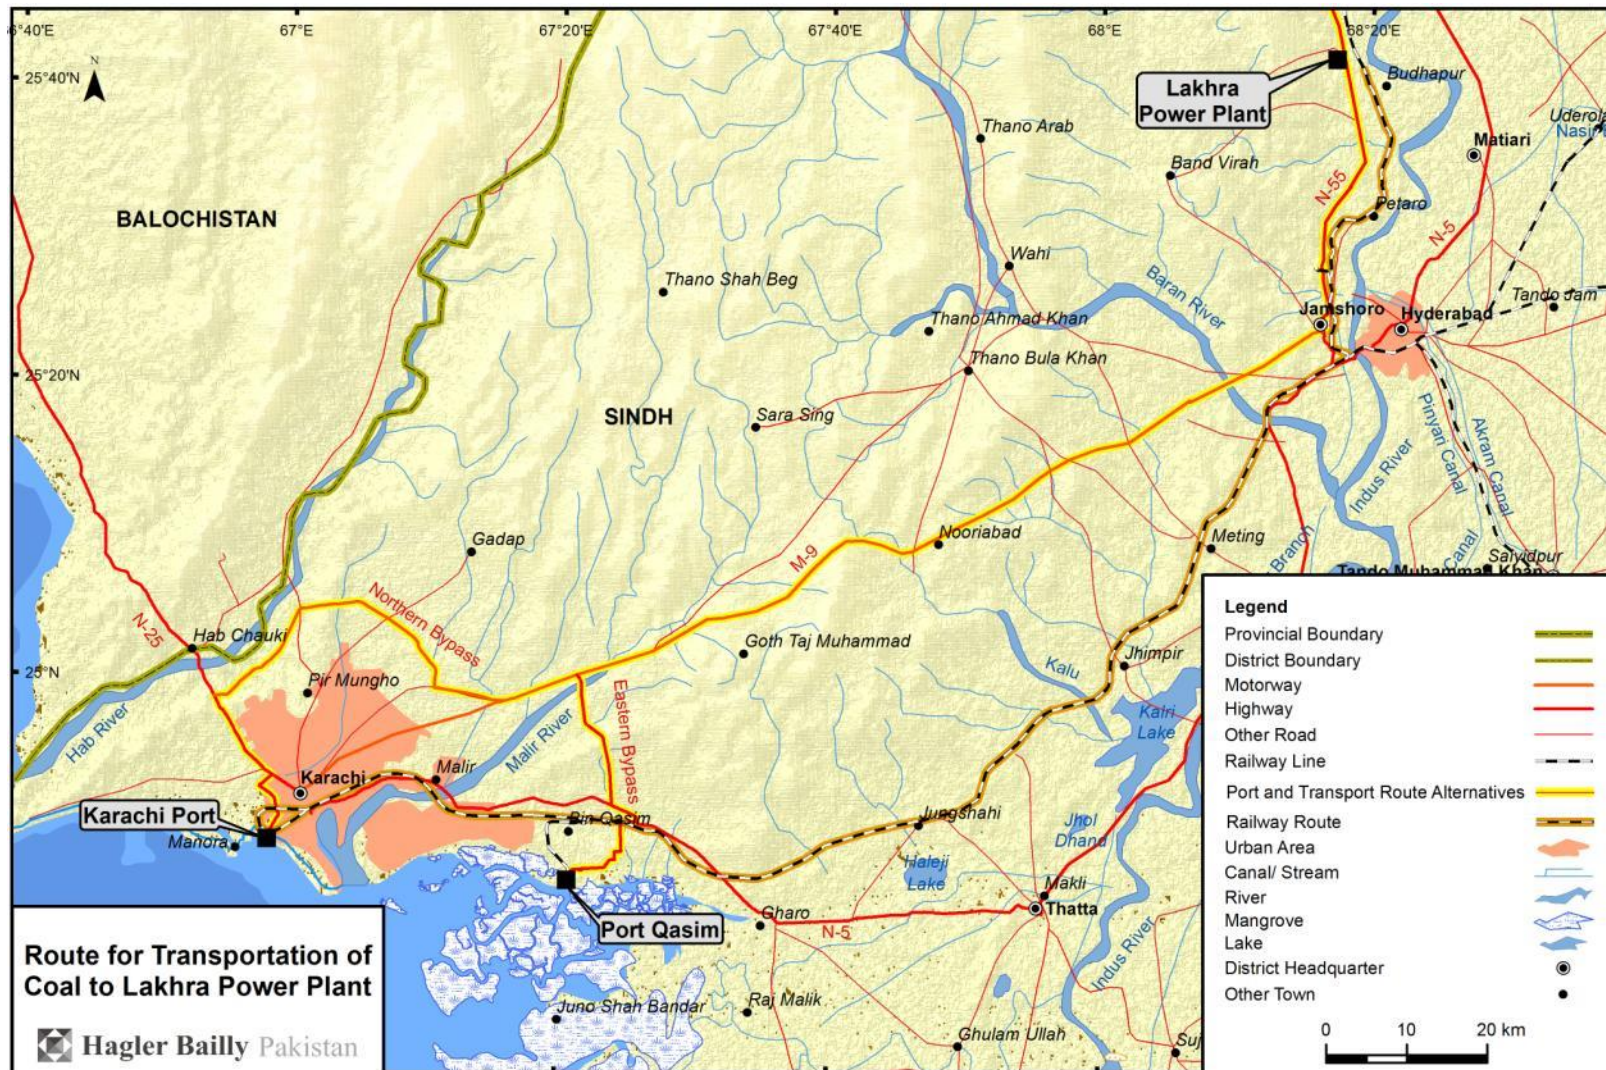 6°40'E
67°E
67°20'E
67°40'E
68°E
68°20'E
25°40'N
25°20'N
25°N
N
Lakhra
Power Plant
Budhapur
Matiari
Thano Arab
Band Virah
BALOCHISTAN
N-55
Petaro
N-5
Wahi
Thano Shah Beg
Baran River
Tando Jam
Jamshoro
Hyderabad
Thano Ahmad Khan
Thano Bula Khan
SINDH
Sara Sing
Pinyari Canal
Akram Canal
Indus River
Nooriabad
Gadap
M-9
Meting
Branch
Canal
Saividpur
Tando Muhammad Khan
N-25
Hab Chauki
Northern Bypass
Goth Taj Muhammad
Pir Mungho
Eastern Bypass
Kalu
Jhimpir
Hab River
Malir River
Kalri
Lake
Malir
Karachi
Karachi Port
Manora
Bin Qasim
Jungshahi
Jhol
Dhand
Haleji
Lake
Makli
Thatta
Port Qasim
Gharo
N-5
Indus River
Juno Shah Bandar
Raj Malik
Ghulam Ullah
Suj
Route for Transportation of
Coal to Lakhra Power Plant
Hagler Bailly Pakistan
Legend
Provincial Boundary
District Boundary
Motorway
Highway
Other Road
Railway Line
Port and Transport Route Alternatives
Railway Route
Urban Area
Canal/ Stream
River
Mangrove
Lake
District Headquarter
Other Town
0 10 20 km